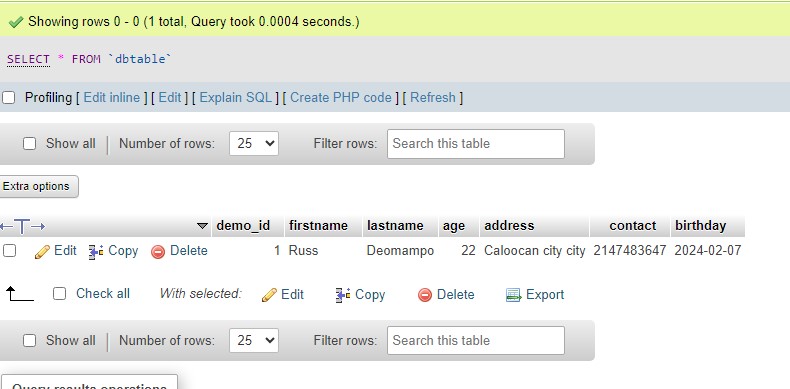 Showing rows 0 - 0 (1 total, Query took 0.0004 seconds.)
SELECT * FROM `dbtable`
Profiling [ Edit inline ] [ Edit ] [ Explain SQL ] [ Create PHP code ] [ Refresh ]
Show all Number of rows: 25 Filter rows: Search this table
Extra options
←T→ demo_id firstname lastname age address contact birthday
Edit Copy Delete 1 Russ Deomampo 22 Caloocan city city 2147483647 2024-02-07
Check all With selected: Edit Copy Delete Export
Show all Number of rows: 25 Filter rows: Search this table
Query results operations